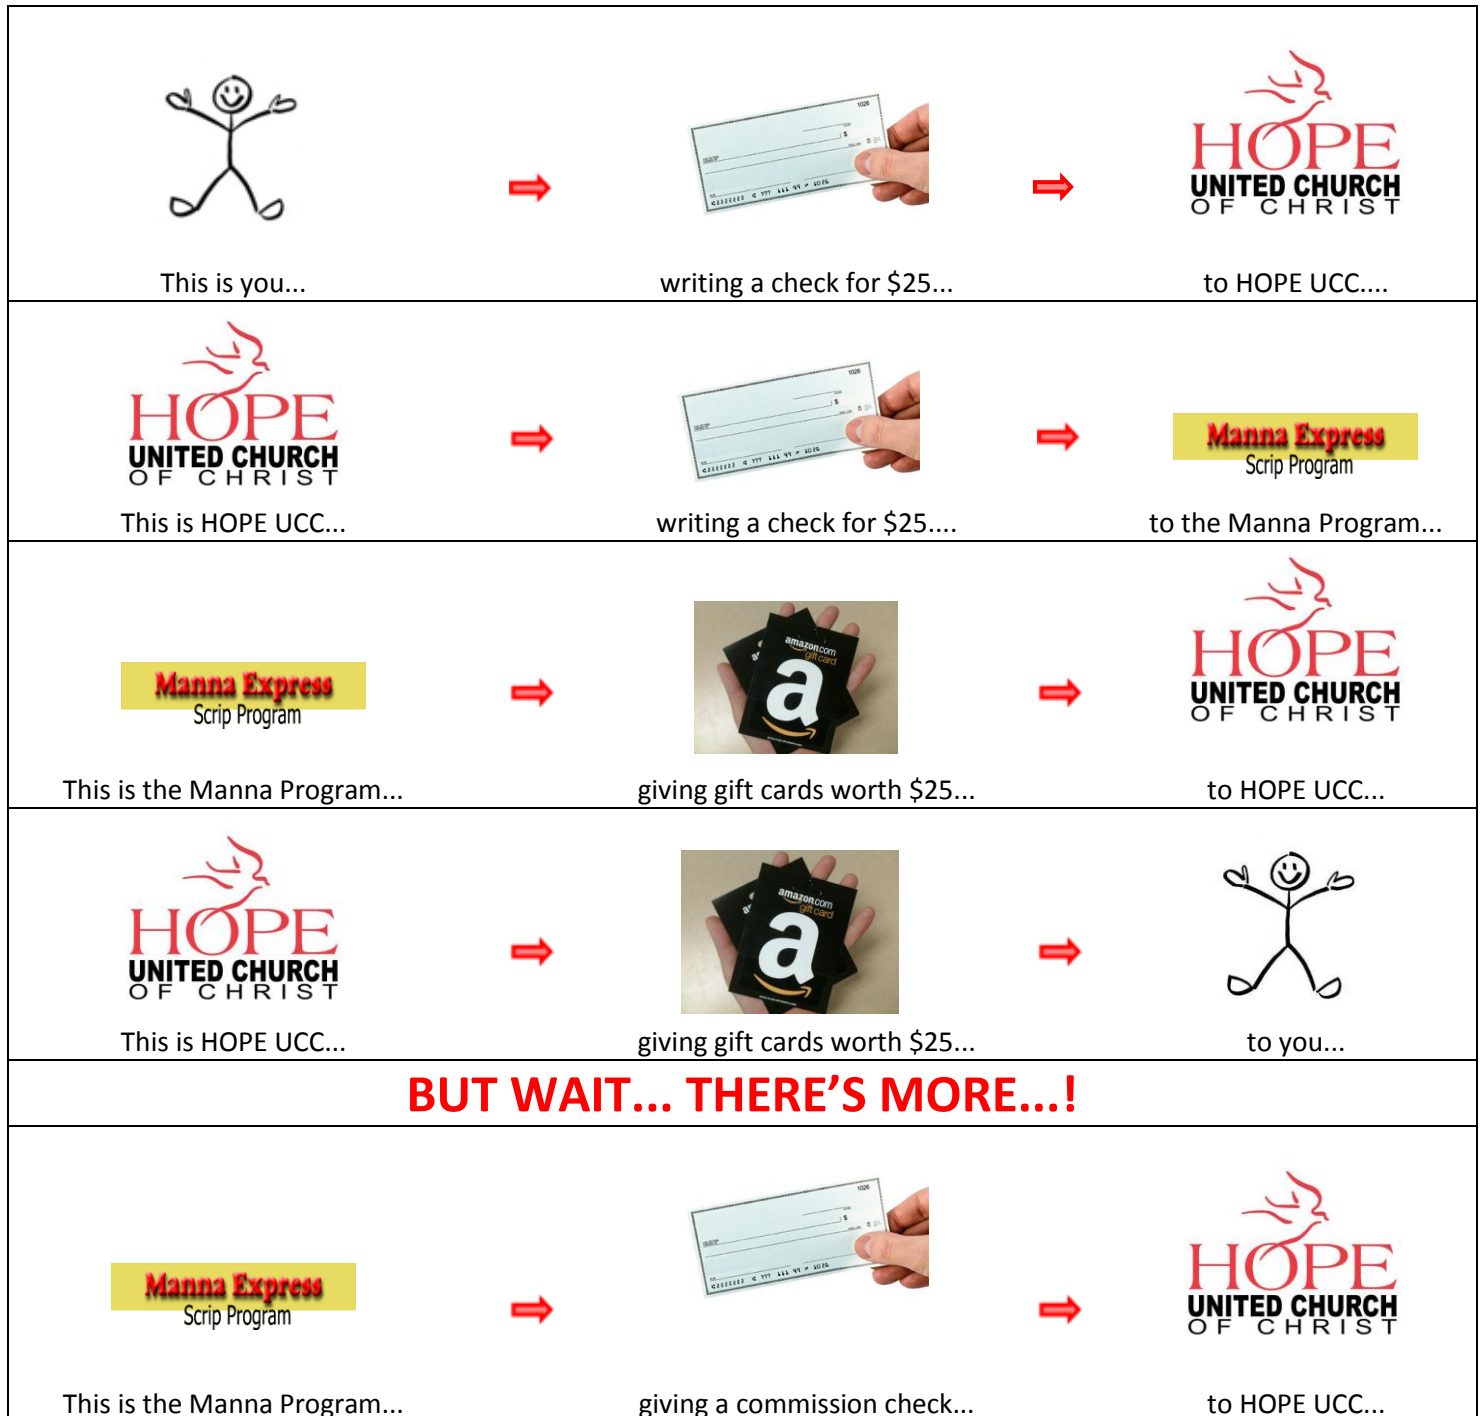 1026
$
HOPE
UNITED CHURCH
OF CHRIST
This is you...
writing a check for $25...
to HOPE UCC....
HOPE
UNITED CHURCH
OF CHRIST
1026
$
Manna Express
Scrip Program
This is HOPE UCC...
writing a check for $25....
to the Manna Program...
Manna Express
Scrip Program
amazon.com
gift card
a
HOPE
UNITED CHURCH
OF CHRIST
This is the Manna Program...
giving gift cards worth $25...
to HOPE UCC...
HOPE
UNITED CHURCH
OF CHRIST
amazon.com
gift card
a
This is HOPE UCC...
giving gift cards worth $25...
to you...
BUT WAIT... THERE’S MORE...!
Manna Express
Scrip Program
1026
$
HOPE
UNITED CHURCH
OF CHRIST
This is the Manna Program...
giving a commission check...
to HOPE UCC...